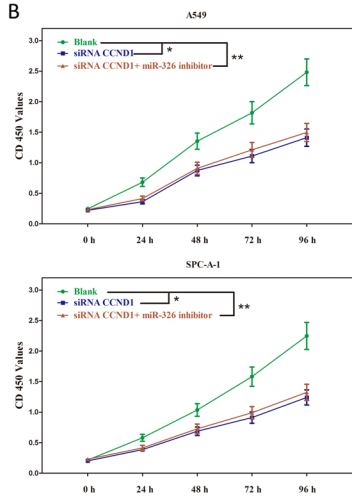 B
A549
Blank
siRNA CCND1
siRNA CCND1+ miR-326 inhibitor
*
**
CD 450 Values
3.0
2.5
2.0
1.5
1.0
0.5
0.0
0 h 24 h 48 h 72 h 96 h
SPC-A-1
Blank
siRNA CCND1
siRNA CCND1+ miR-326 inhibitor
*
**
CD 450 Values
3.0
2.5
2.0
1.5
1.0
0.5
0.0
0 h 24 h 48 h 72 h 96 h